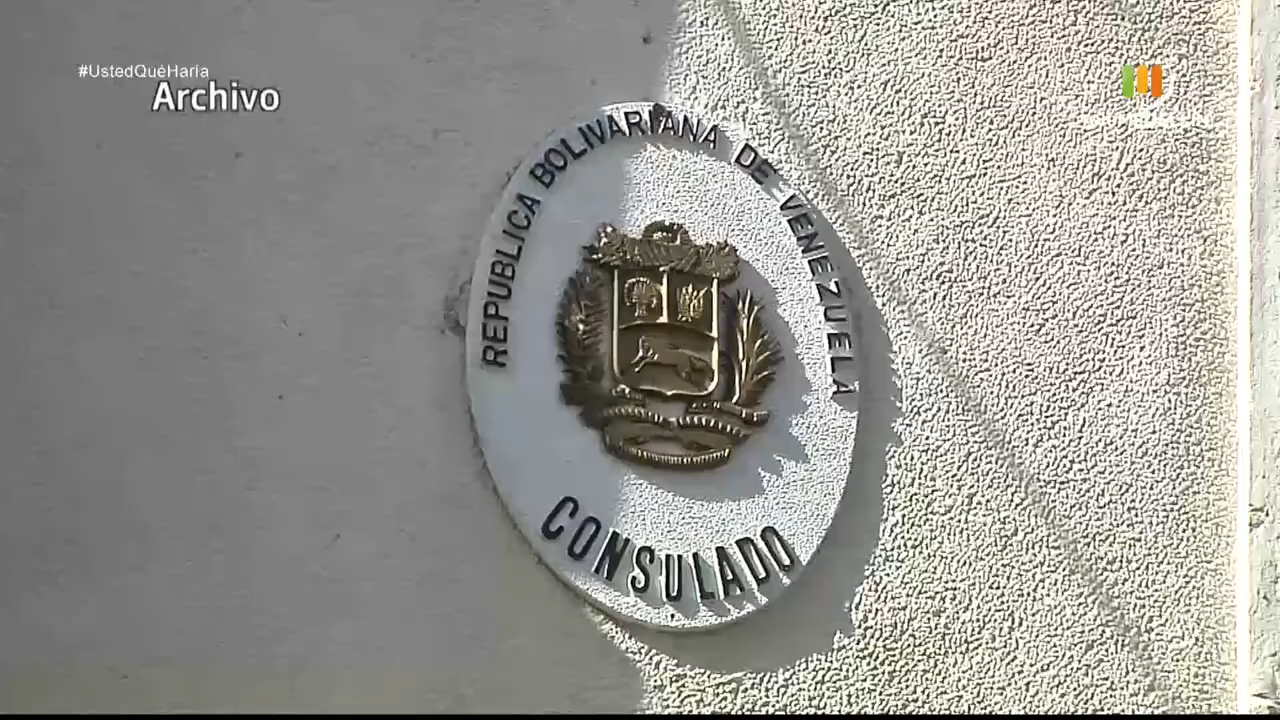 #UstedQuéHaría
Archivo
REPUBLICA BOLIVARIANA DE VENEZUELA
CONSULADO